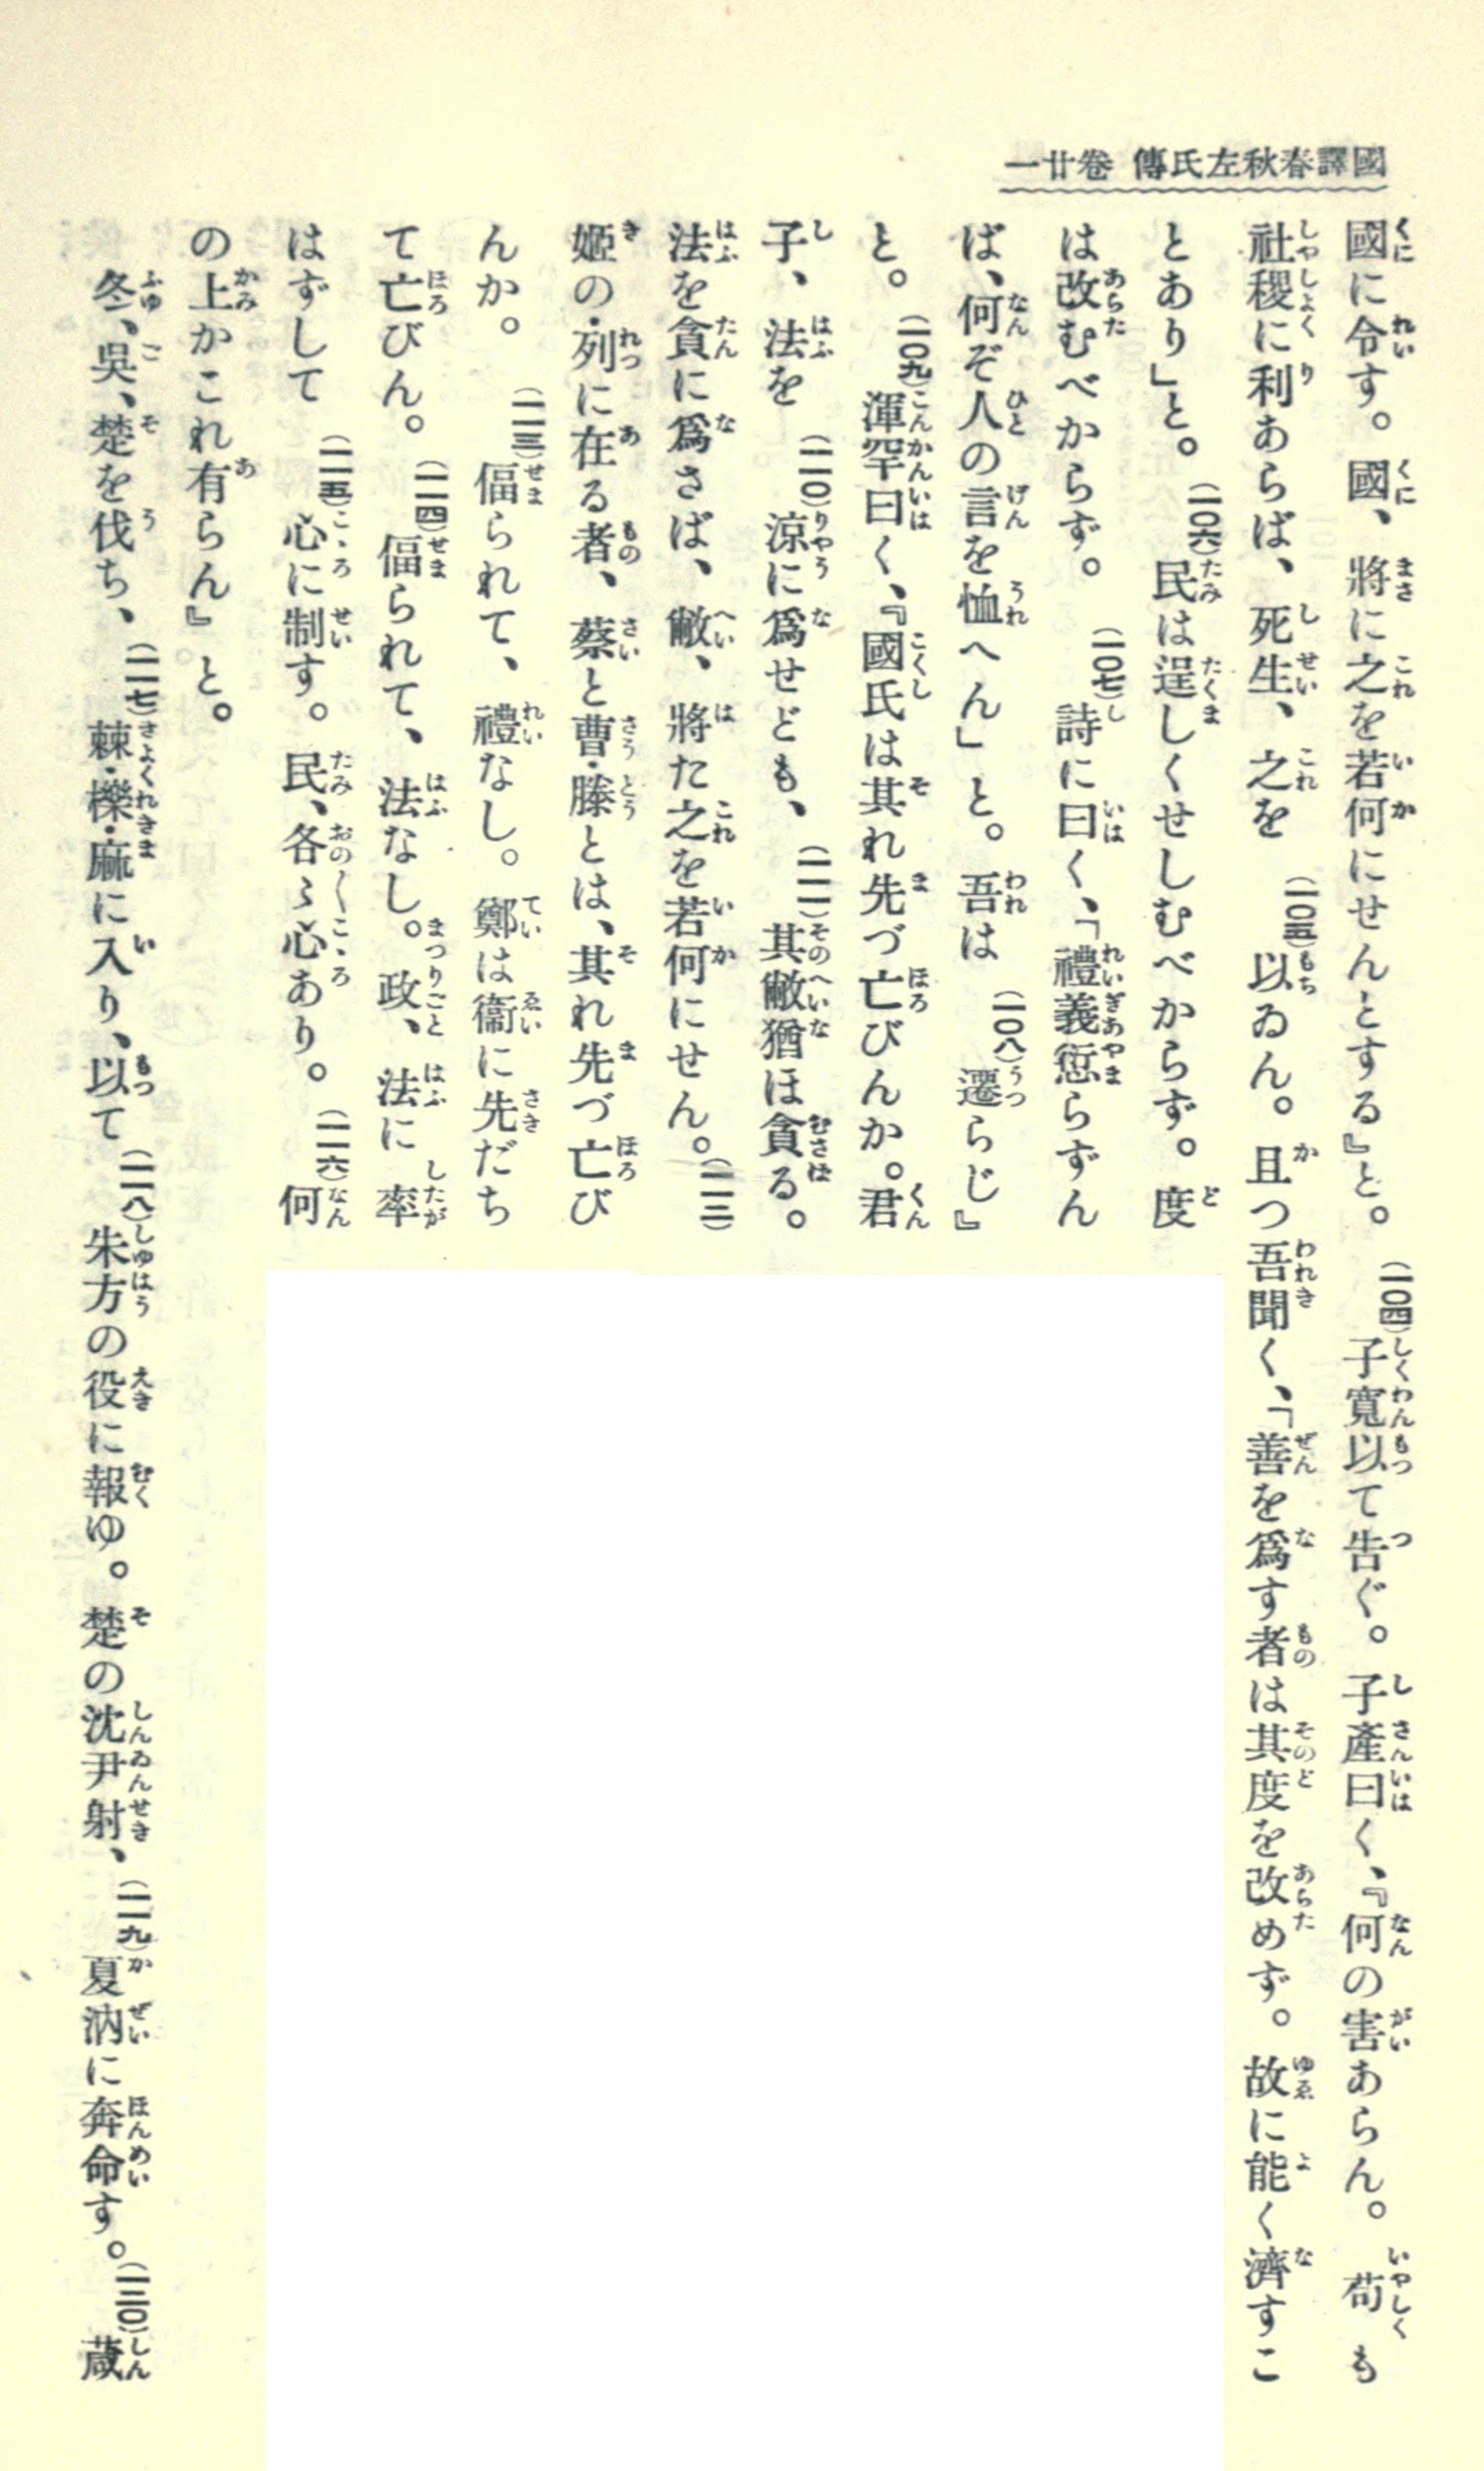 國譯春秋左氏傳 卷廿一
國に令す。國、將に之を若何にせんとする』と。(一〇四)子寬以て吿ぐ。子產曰く、『何の害あらん。苟も
社稷に利あらば、死生、之を(一〇五)以ゐん。且つ吾聞く、「善を爲す者は其度を改めず。故に能く濟すこ
とあり」と。(一〇六)民は逞しくせしむべからず。度
は改むべからず。(一〇七)詩に曰く、「禮義愆らずん
ば、何ぞ人の言を恤へん」と。吾は(一〇八)遷らじ』
と。(一〇九)渾罕曰く、『國氏は其れ先づ亡びんか。君
子、法を(一一〇)涼に爲せども、(一一一)其敝猶ほ貪る。
法を貪に爲さば、敝、將た之を若何にせん。(一一二)
姬の・列に在る者、蔡と曹・滕とは、其れ先づ亡び
んか。(一一三)偪られて、禮なし。鄭は衞に先だち
て亡びん。(一一四)偪られて、法なし。政、法に率
はずして(一一五)心に制す。民、各〻心あり。(一一六)何
の上かこれ有らん』と。
冬、吳、楚を伐ち、(一一七)棘・櫟・麻に入り、以て(一一八)朱方の役に報ゆ。楚の沈尹射、(一一九)夏汭に奔命す。(一二〇)葴